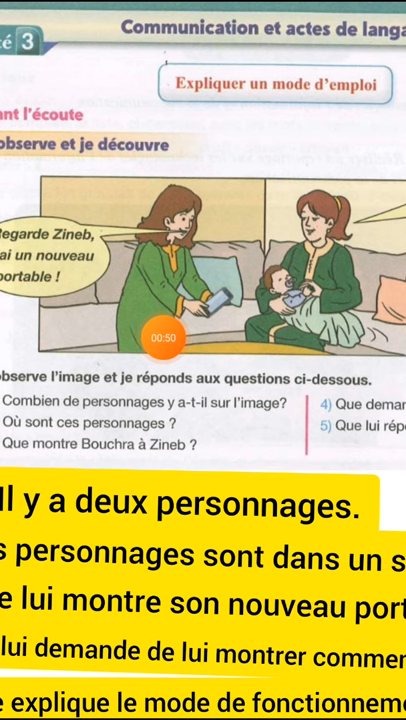 té 3
Communication et actes de langa
Expliquer un mode d'emploi
ant l'écoute
observe et je découvre
Regarde Zineb,
ai un nouveau
portable !
00:50
observe l'image et je réponds aux questions ci-dessous.
Combien de personnages y a-t-il sur l'image?
4) Que deman
Où sont ces personnages ?
5) Que lui rép
Que montre Bouchra à Zineb ?
Il y a deux personnages.
s personnages sont dans un s
e lui montre son nouveau port
lui demande de lui montrer commen
e explique le mode de fonctionneme